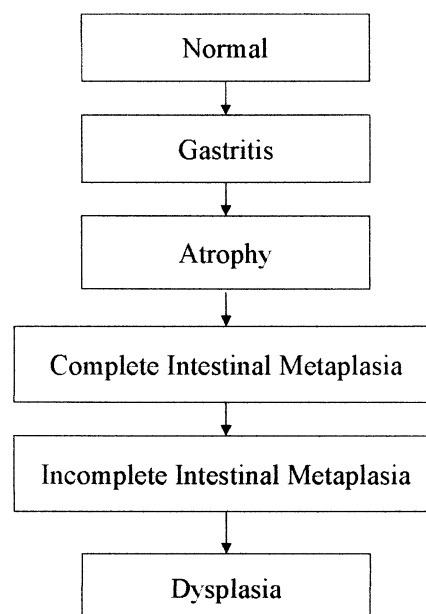 Normal
Gastritis
Atrophy
Complete Intestinal Metaplasia
Incomplete Intestinal Metaplasia
Dysplasia